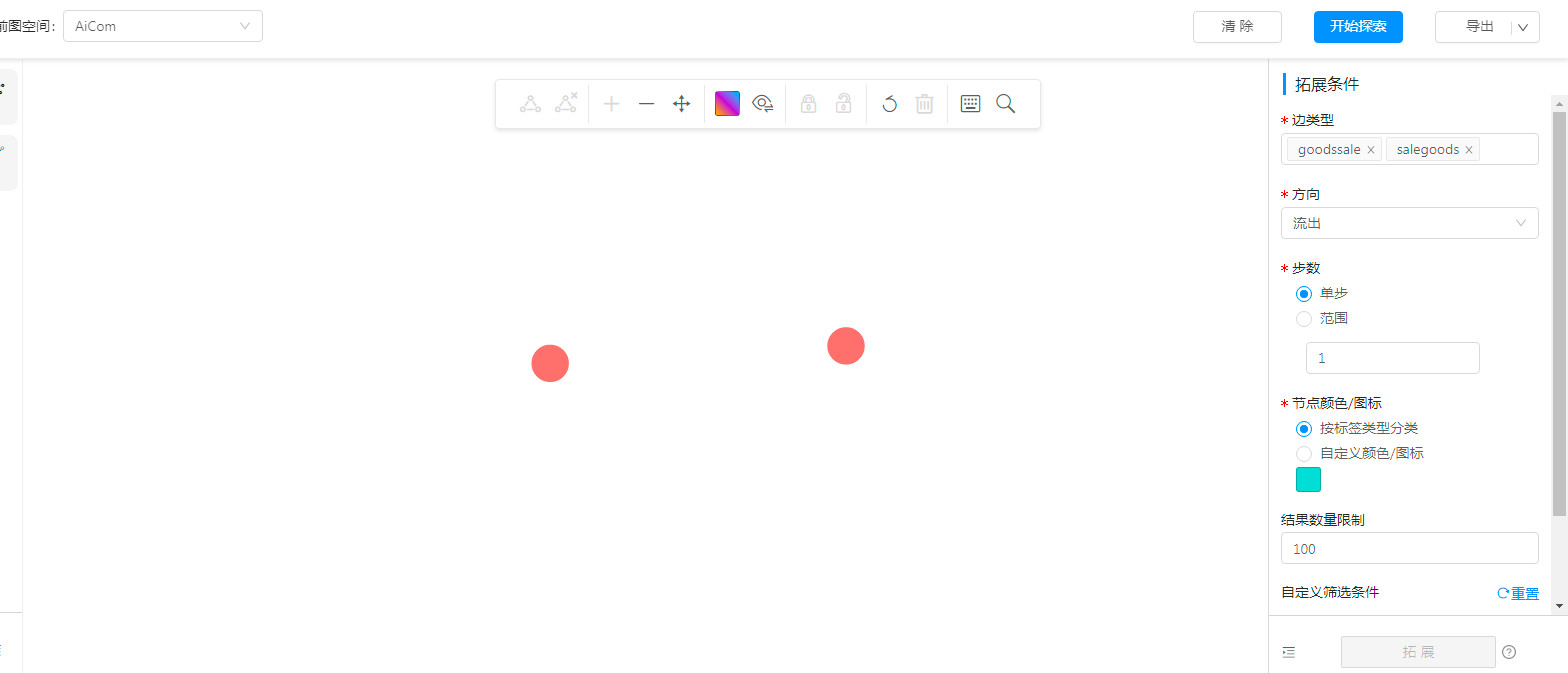 前图空间: AiCom
清 除
开始探索
导出
拓展条件
* 边类型
goodssale × salegoods ×
* 方向
流出
* 步数
单步
范围
1
* 节点颜色/图标
按标签类型分类
自定义颜色/图标
结果数量限制
100
自定义筛选条件 重置
拓 展